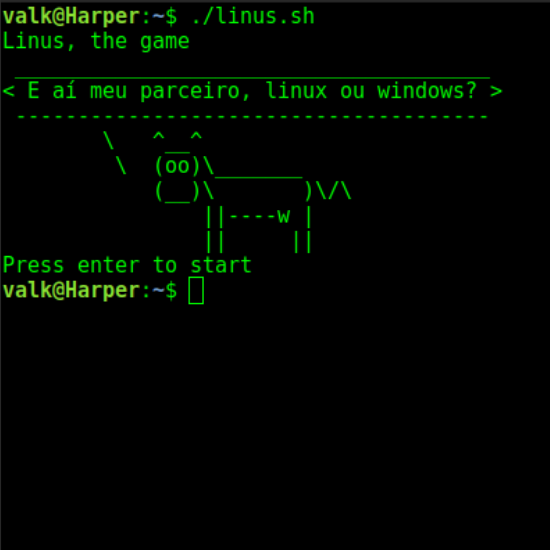 valk@Harper:~$ ./linus.sh
Linus, the game
 ______________________________________
< E aí meu parceiro, linux ou windows? >
 --------------------------------------
        \   ^__^
         \  (oo)\_______
            (__)\       )\/\
                ||----w |
                ||     ||
Press enter to start
valk@Harper:~$